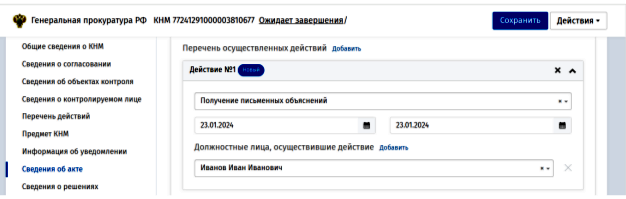 Генеральная прокуратура РФ КНМ 77241291000003810677 Ожидает завершения/ Сохранить Действия
Общие сведения о КНМ
Сведения о согласовании
Сведения об объектах контроля
Сведения о контролируемом лице
Перечень действий
Предмет КНМ
Информация об уведомлении
Сведения об акте
Сведения о решениях
Перечень осуществленных действий Добавить
Действие №1 Новый
Получение письменных объяснений
23.01.2024 23.01.2024
Должностные лица, осуществившие действие Добавить
Иванов Иван Иванович